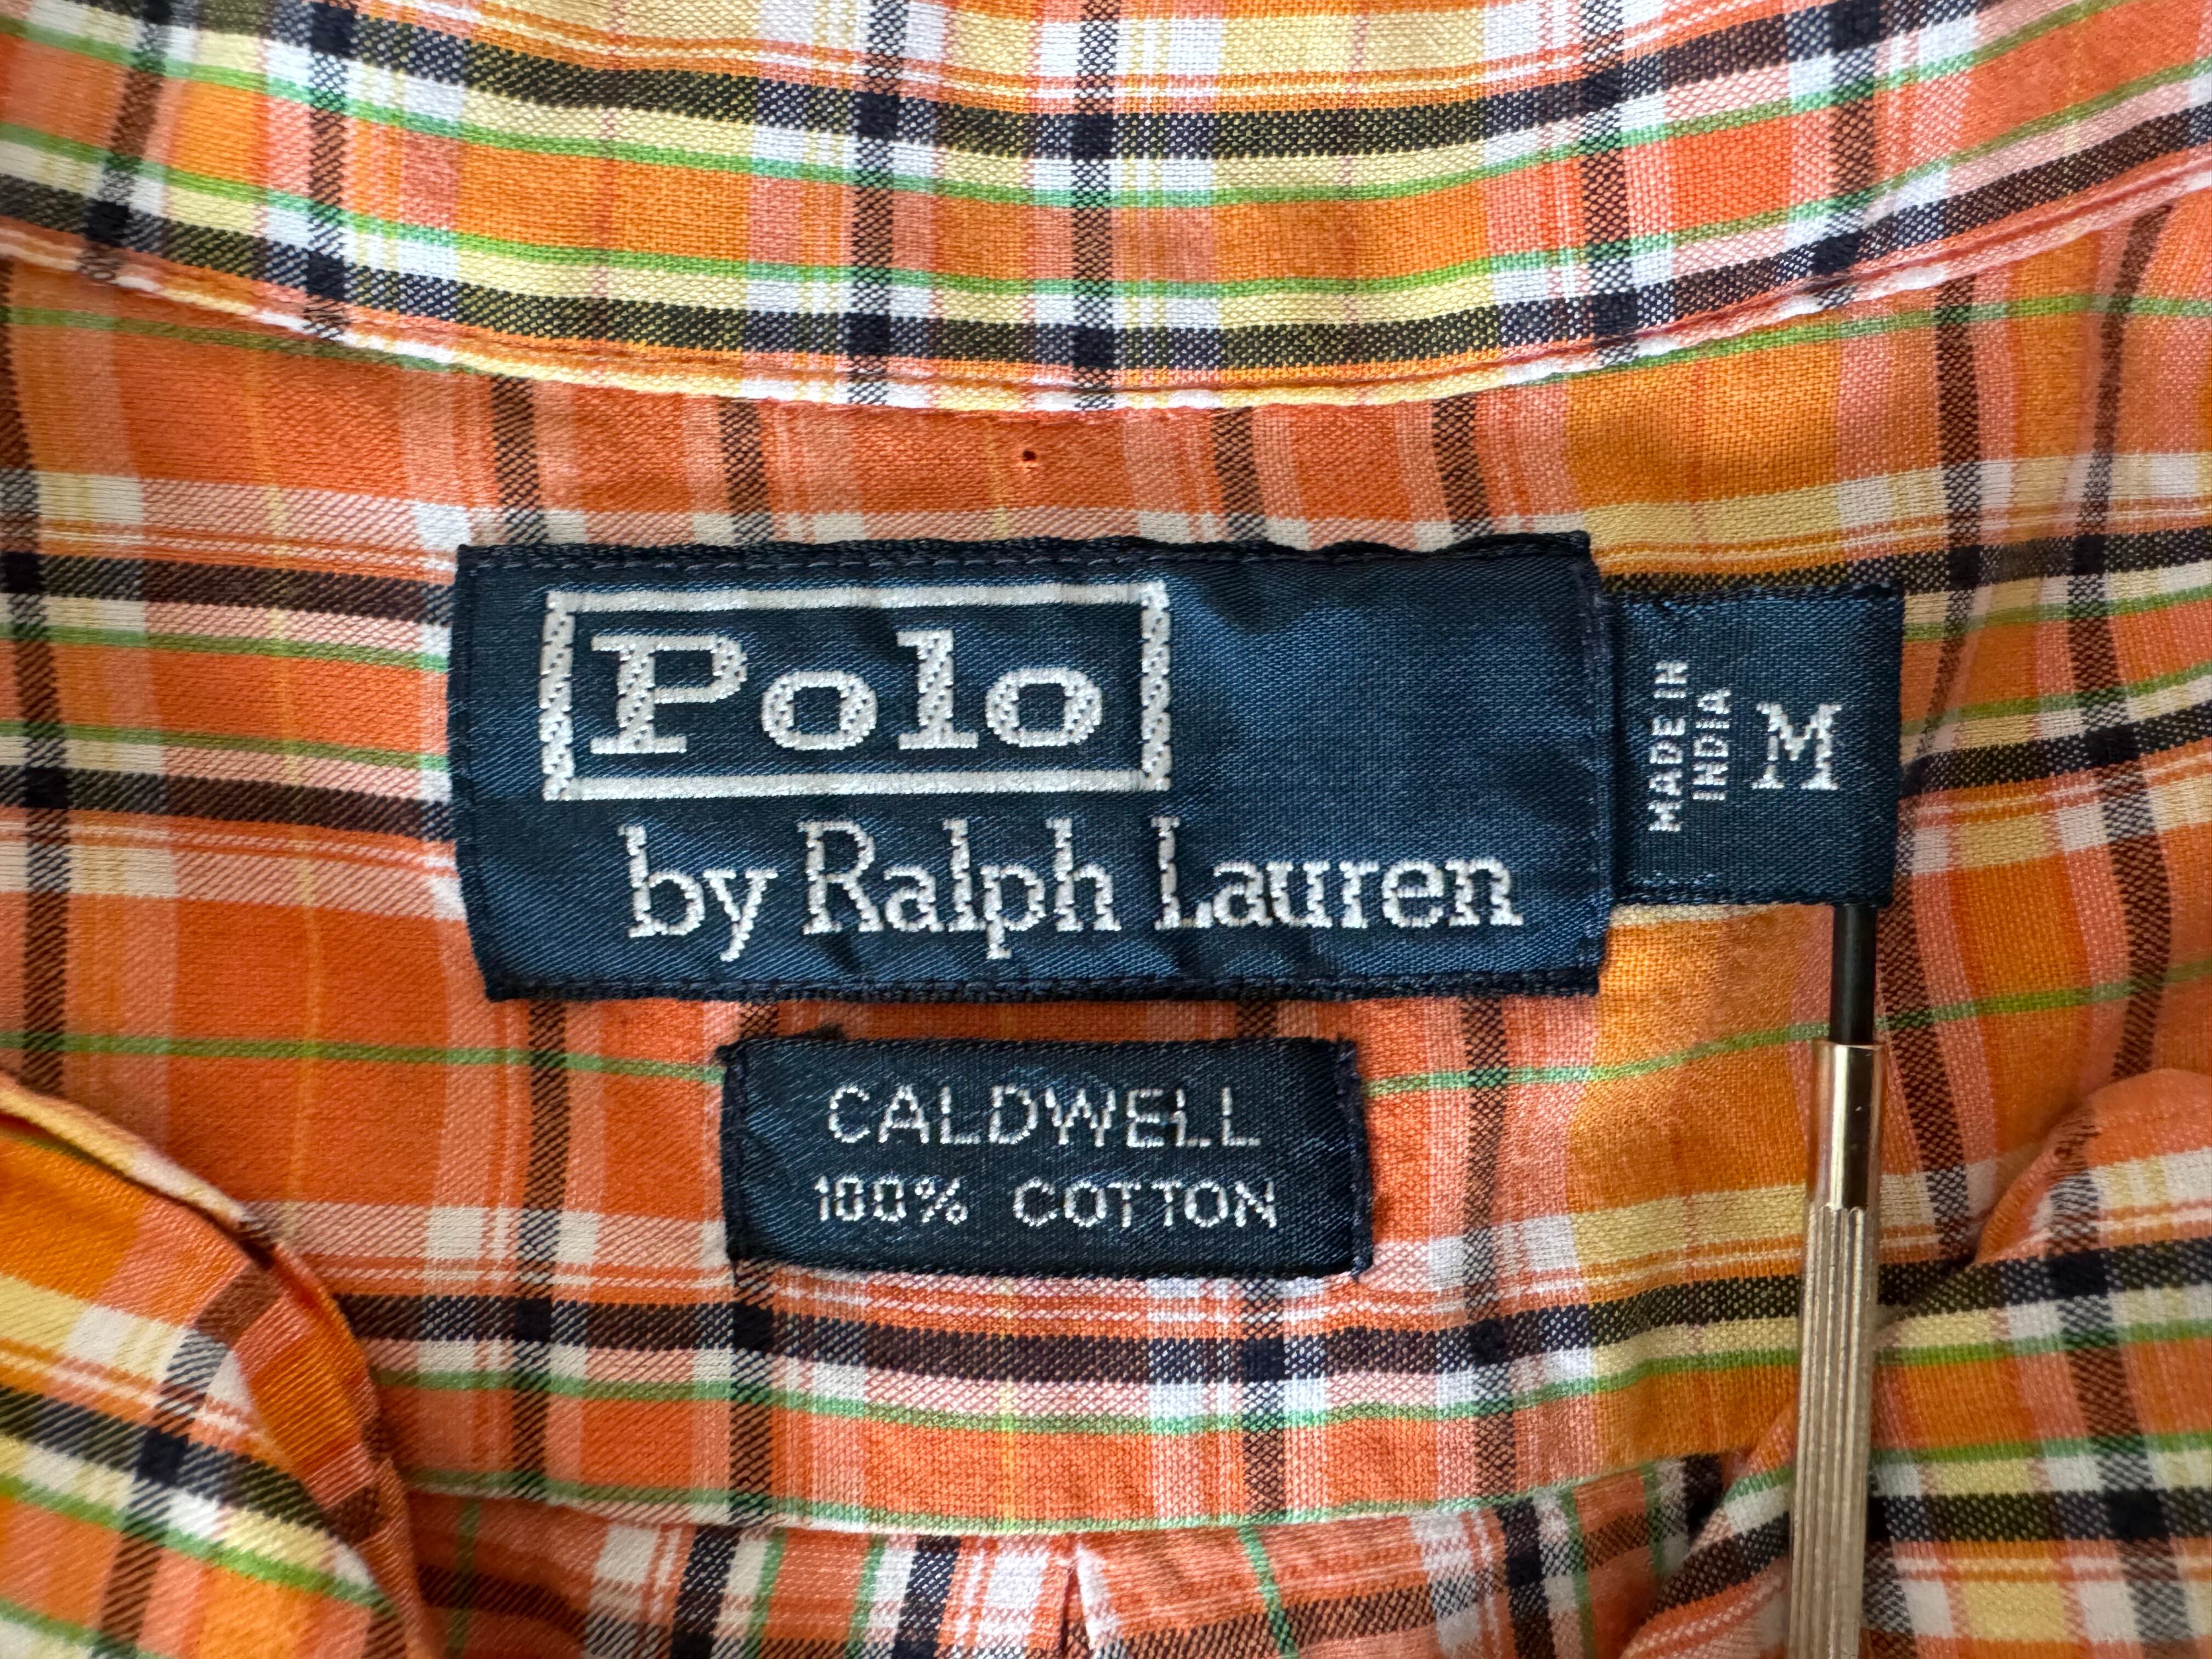 Polo
by Ralph Lauren
MADE IN
INDIA
M
CALDWELL
100% COTTON